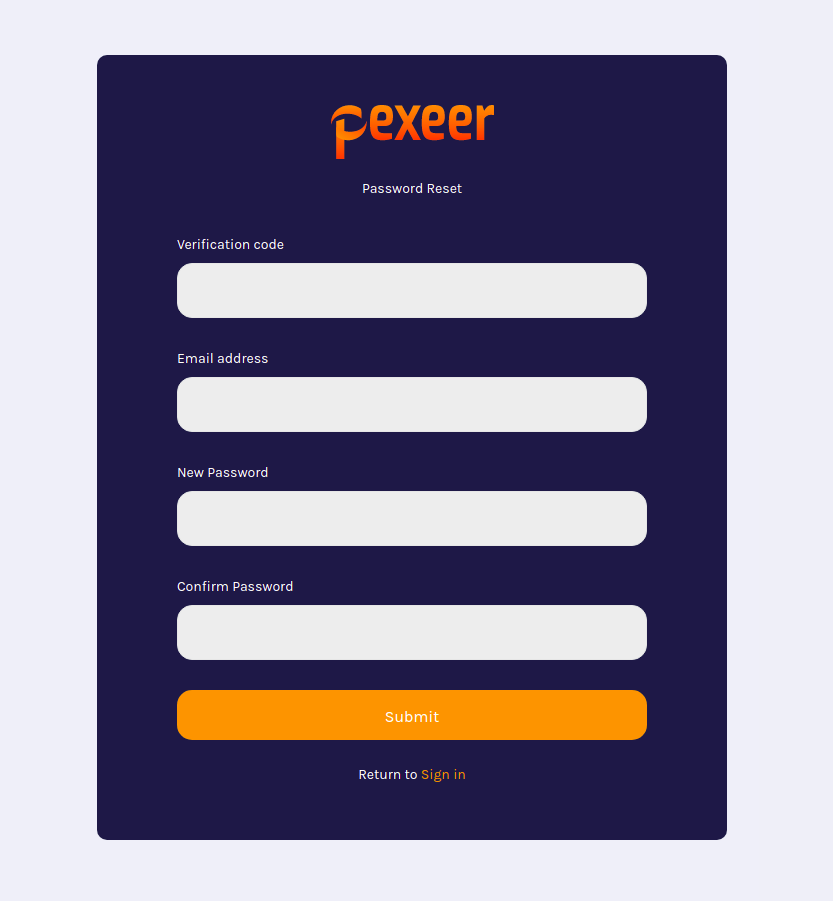 pexeer
Password Reset
Verification code
Email address
New Password
Confirm Password
Submit
Return to Sign in